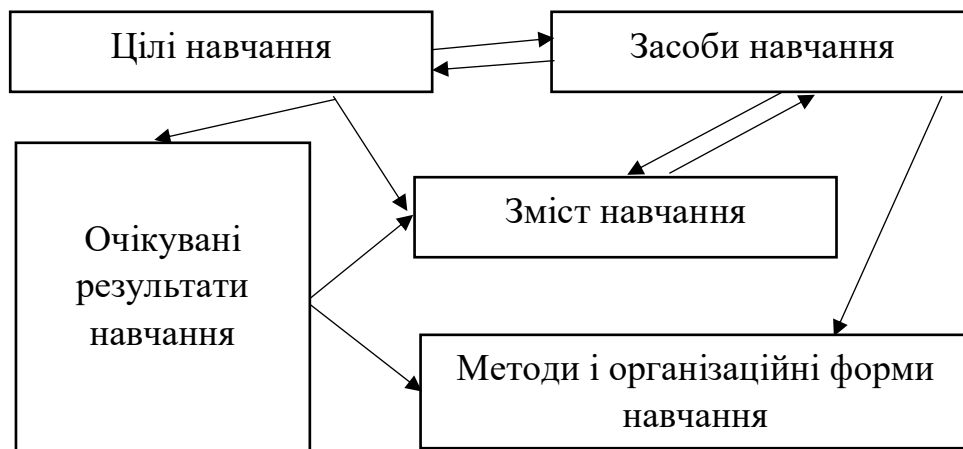 Цілі навчання
Засоби навчання
Зміст навчання
Очікувані
результати
навчання
Методи і організаційні форми
навчання